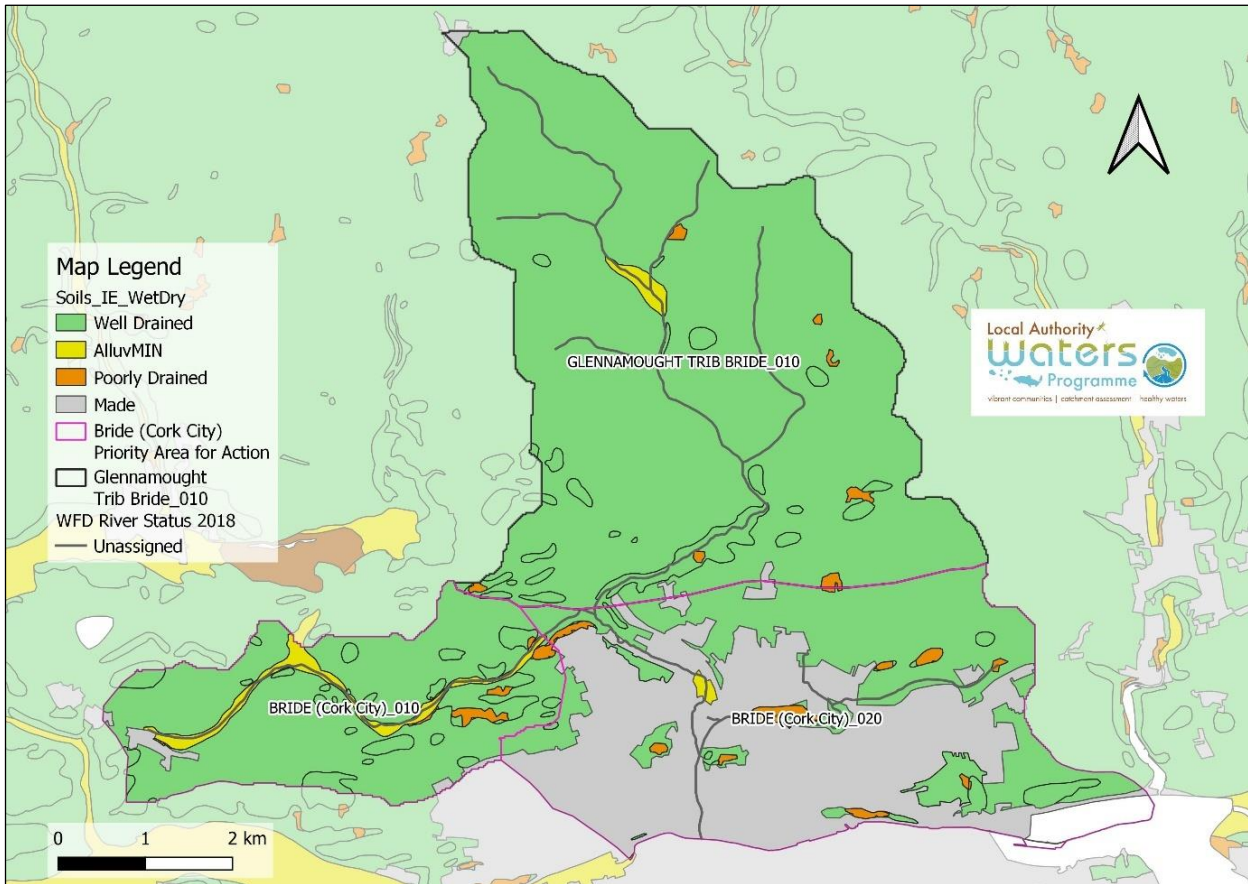 Map Legend
Soils_IE_WetDry
Well Drained
AlluvMIN
Poorly Drained
Made
Bride (Cork City)
Priority Area for Action
Glennamought
Trib Bride_010
WFD River Status 2018
Unassigned
GLENNAMOUGHT TRIB BRIDE_010
Local Authority
waters
Programme
vibrant communities | catchment assessment | healthy waters
BRIDE (Cork City)_010
BRIDE (Cork City)_020
0 1 2 km